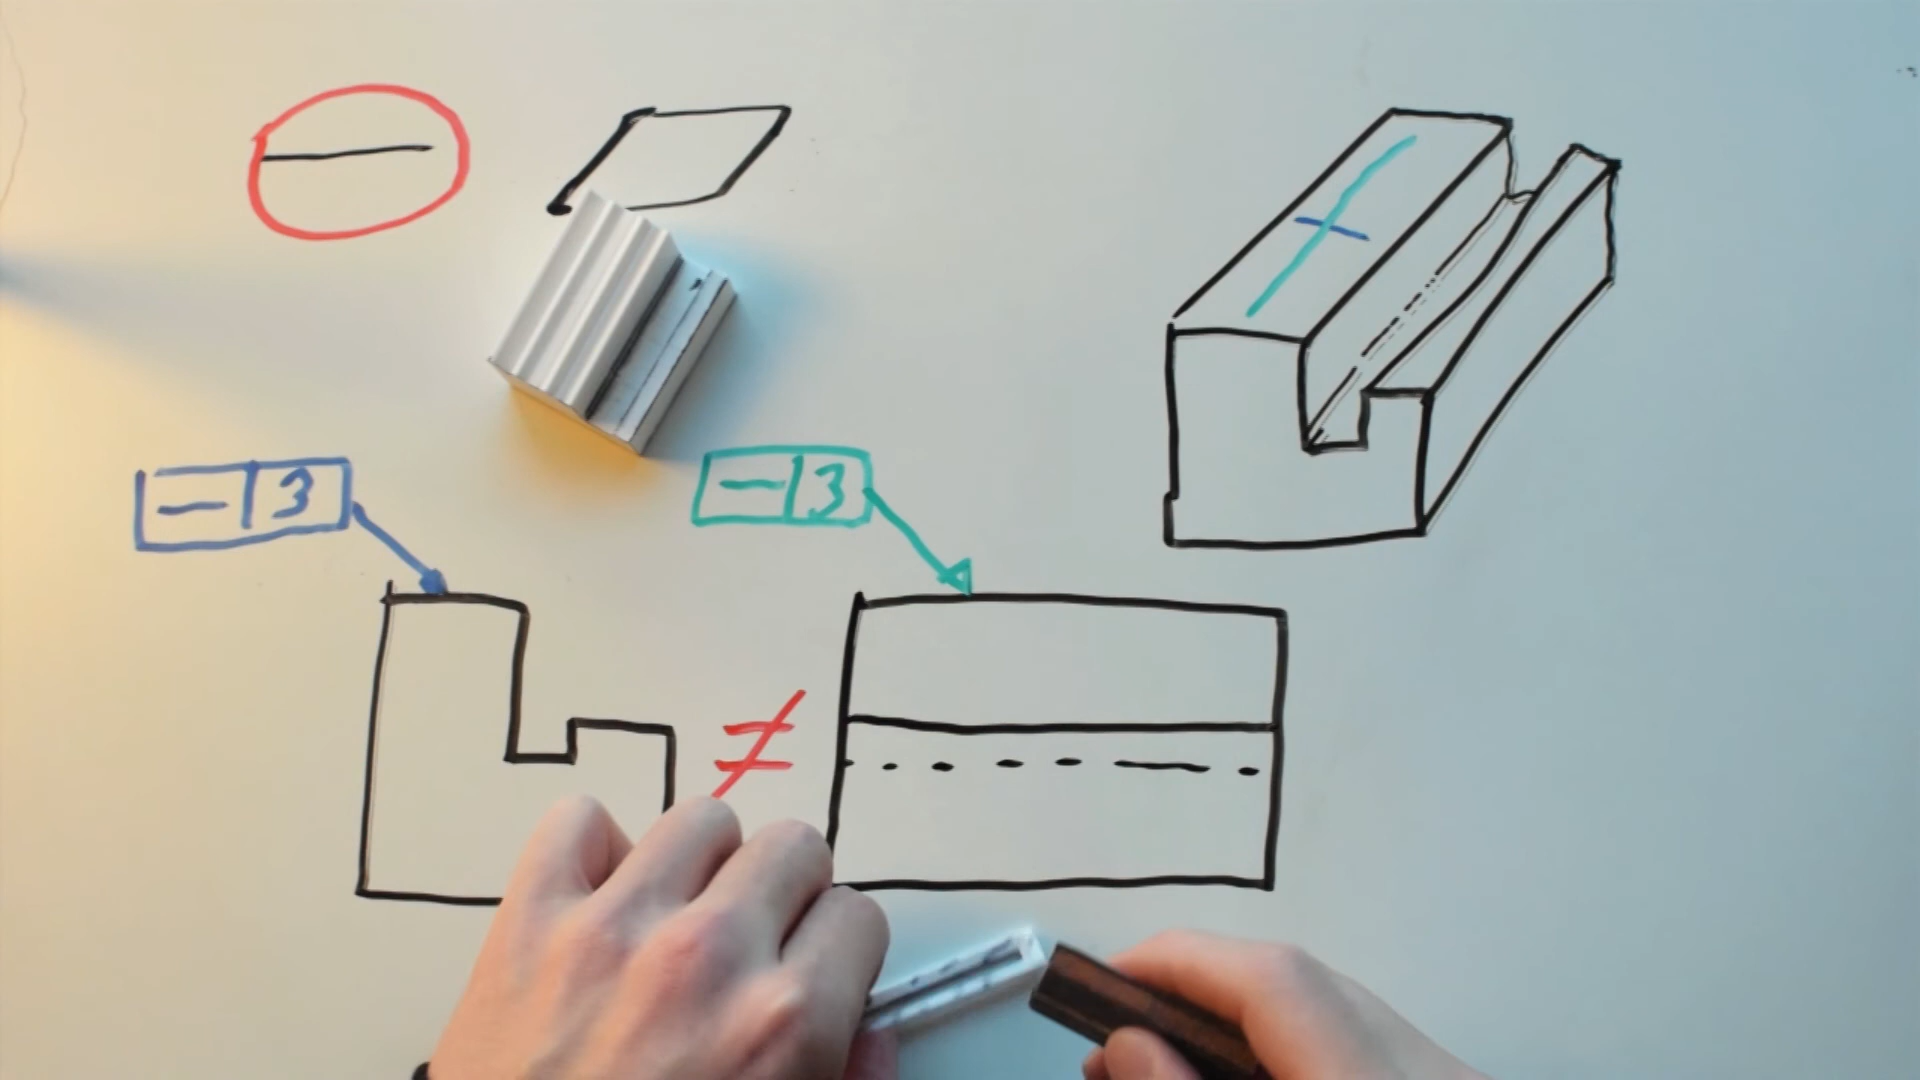 — 3
— 3
≠